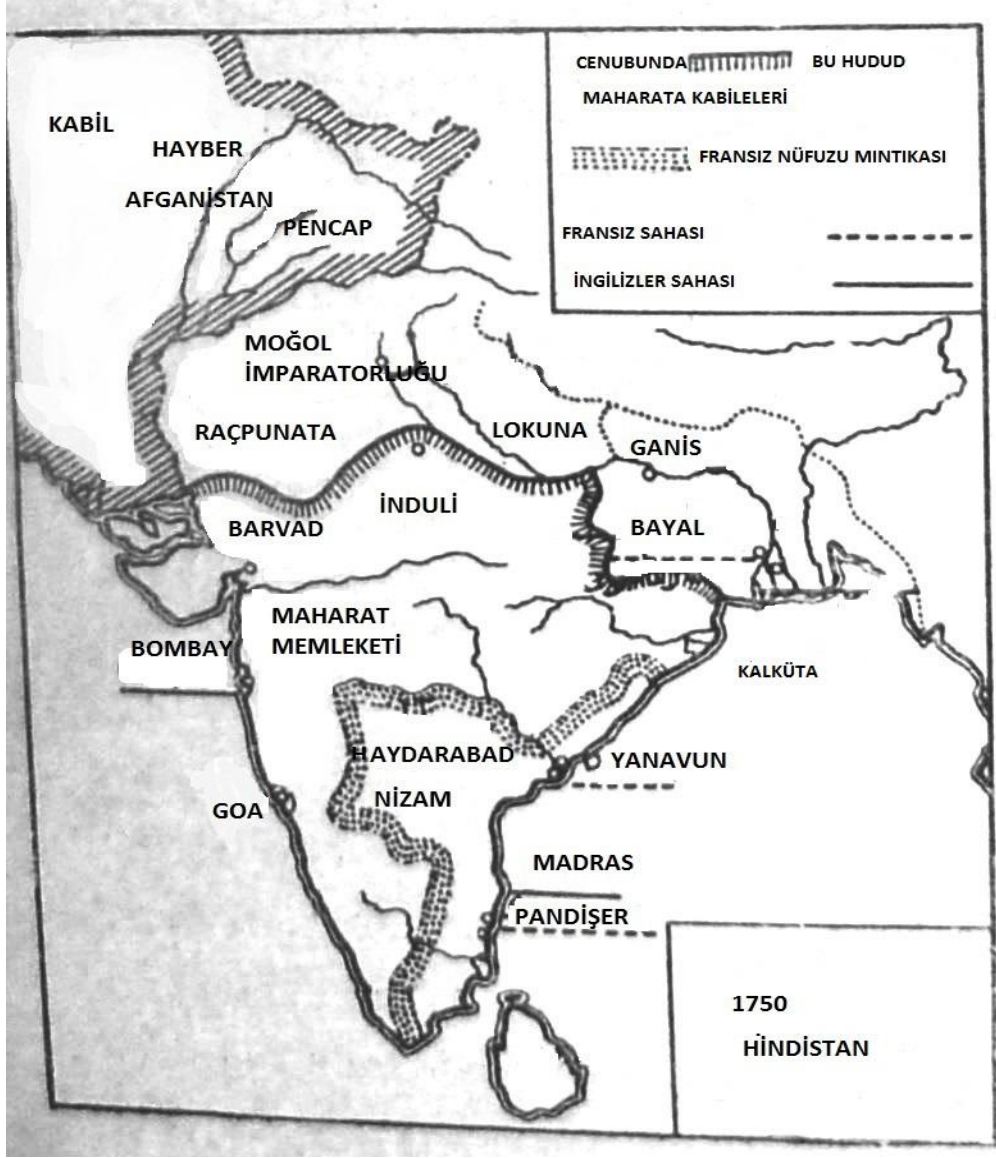 CENUBUNDA BU HUDUD
MAHARATA KABİLELERİ
FRANSIZ NÜFUZU MINTIKASI
FRANSIZ SAHASI
İNGİLİZLER SAHASI
KABİL
HAYBER
AFGANİSTAN
PENCAP
MOĞOL
İMPARATORLUĞU
RAÇPUNATA
LOKUNA
GANİS
İNDULİ
BARVAD
BAYAL
MAHARAT
MEMLEKETİ
BOMBAY
KALKÜTA
HAYDARABAD
NİZAM
YANAVUN
GOA
MADRAS
PANDİŞER
1750
HİNDİSTAN